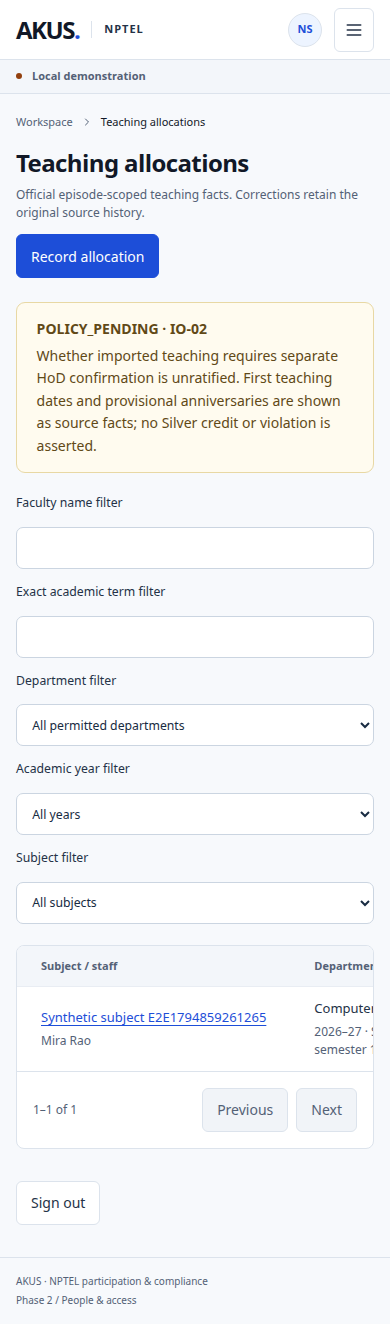 AKUS. NPTEL NS
Local demonstration
Workspace > Teaching allocations
Teaching allocations
Official episode-scoped teaching facts. Corrections retain the
original source history.
Record allocation
POLICY_PENDING · IO-02
Whether imported teaching requires separate
HoD confirmation is unratified. First teaching
dates and provisional anniversaries are shown
as source facts; no Silver credit or violation is
asserted.
Faculty name filter
Exact academic term filter
Department filter
All permitted departments
Academic year filter
All years
Subject filter
All subjects
Subject / staff
Synthetic subject E2E1794859261265
Mira Rao
2026–27 ·
semester
1–1 of 1 Previous Next
Sign out
AKUS · NPTEL participation & compliance
Phase 2 / People & access